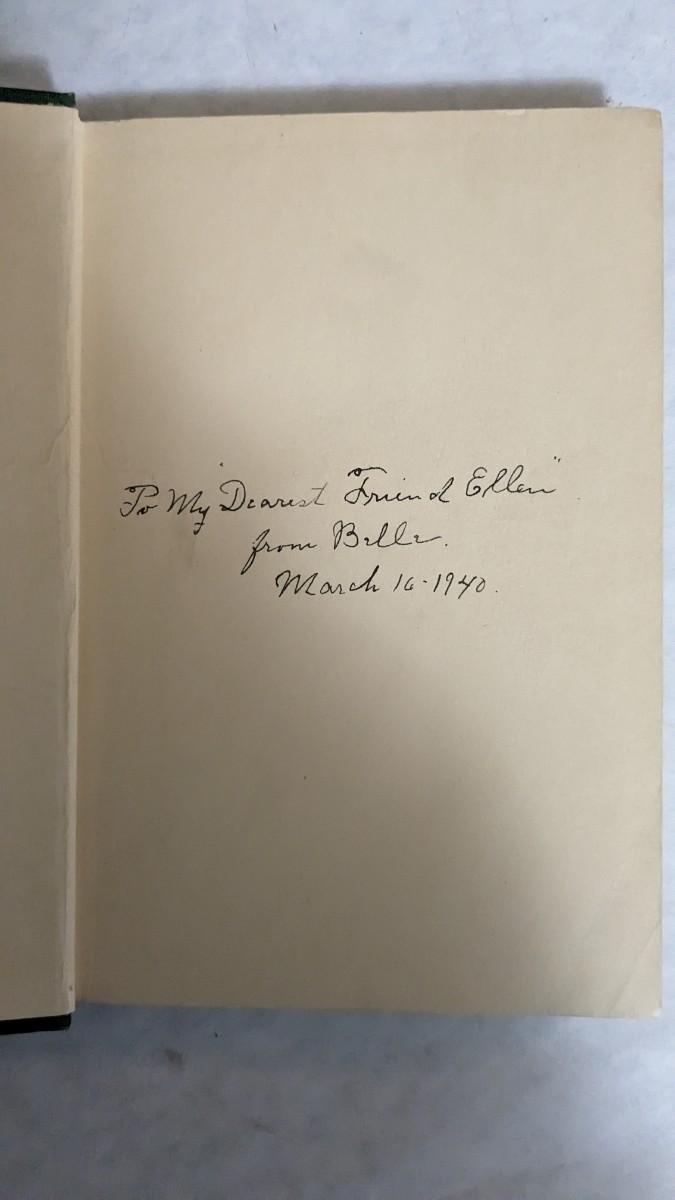 To My "Dearest Friend Ellen"
from Belle.
March 16-1940.